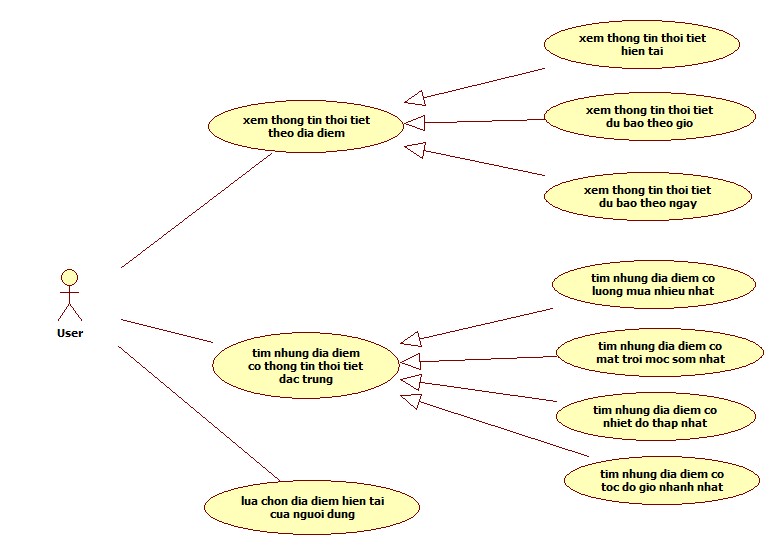 xem thong tin thoi tiet
hien tai
xem thong tin thoi tiet
theo dia diem
xem thong tin thoi tiet
du bao theo gio
xem thong tin thoi tiet
du bao theo ngay
User
tim nhung dia diem
co thong tin thoi tiet
dac trung
tim nhung dia diem co
luong mua nhieu nhat
tim nhung dia diem co
mat troi moc som nhat
tim nhung dia diem co
nhiet do thap nhat
tim nhung dia diem co
toc do gio nhanh nhat
lua chon dia diem hien tai
cua nguoi dung